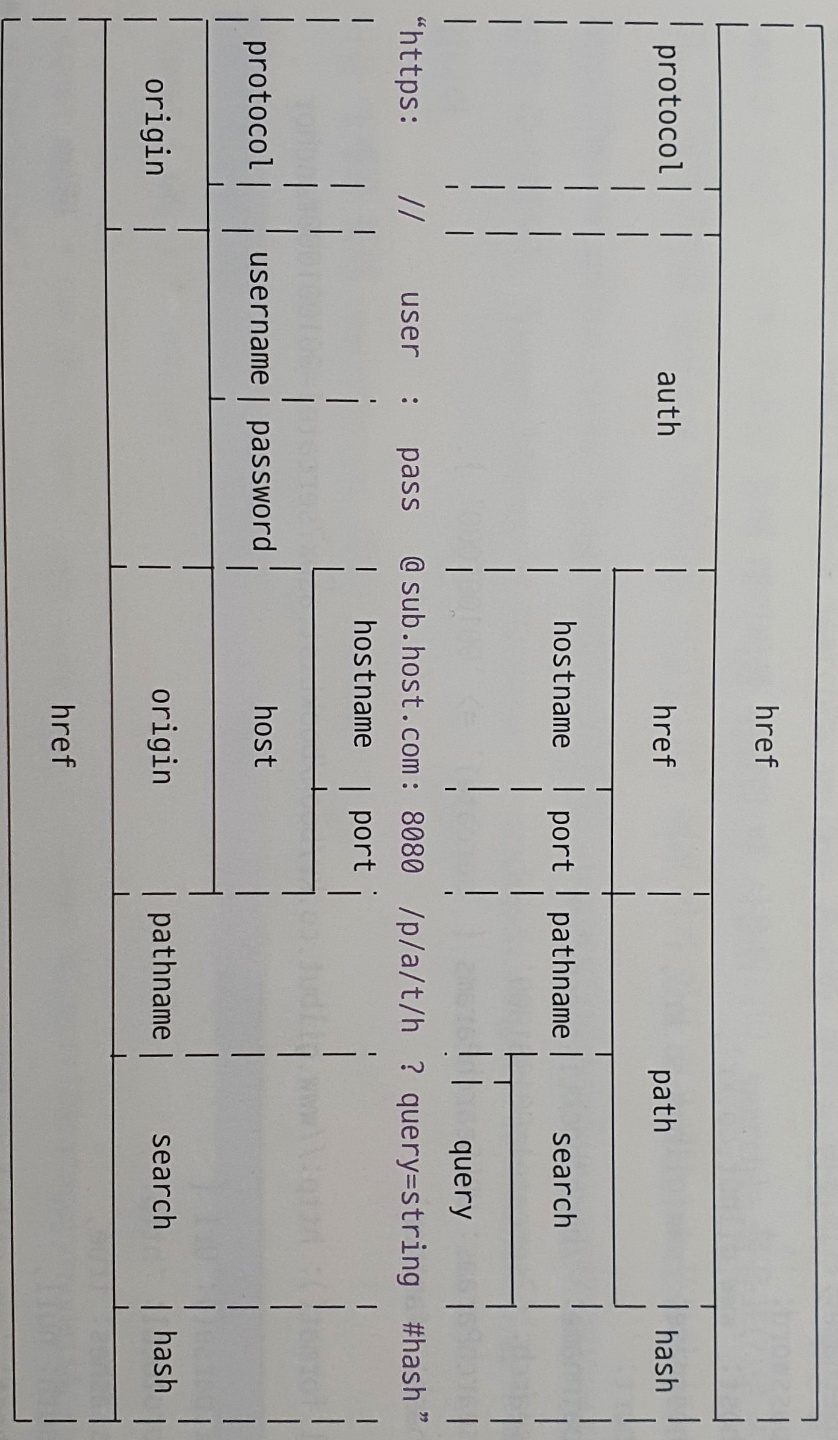 href
protocol auth href path hash
hostname port pathname search
query
“https: // user : pass @ sub.host.com: 8080 /p/a/t/h ? query=string #hash ”
hostname port
protocol username password host
origin origin pathname search hash
href